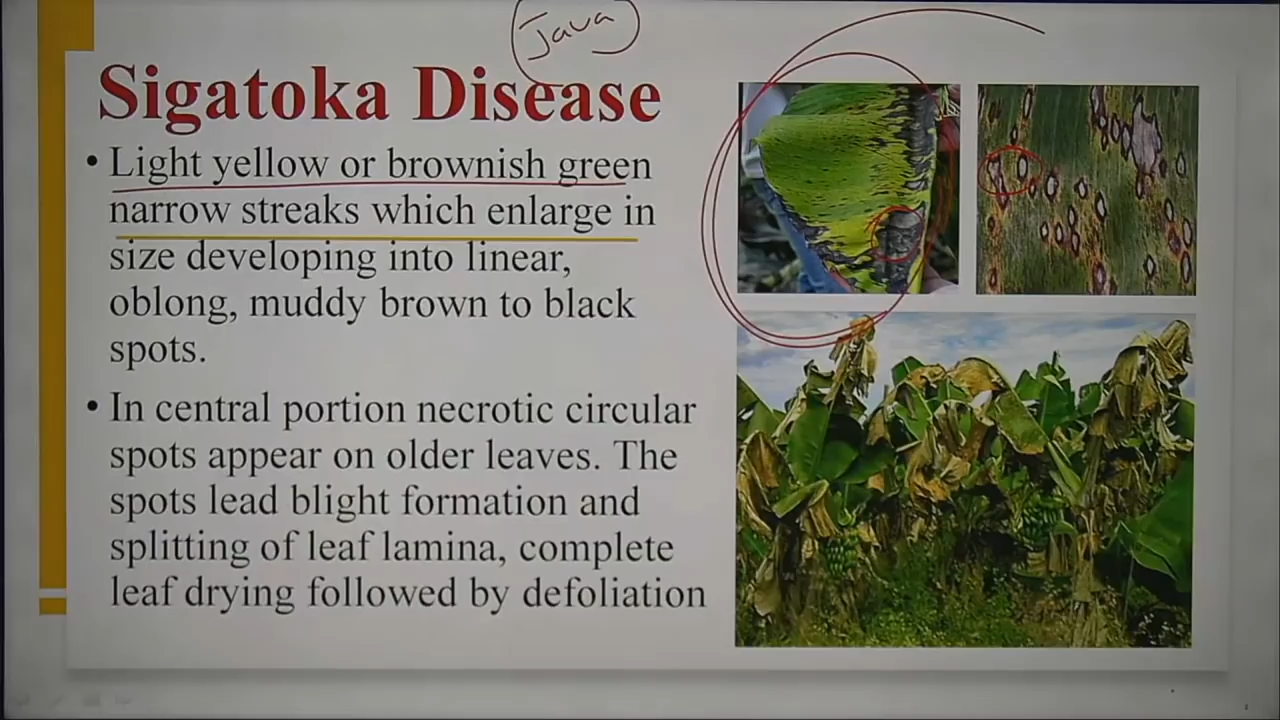 Java
Sigatoka Disease
• Light yellow or brownish green
narrow streaks which enlarge in
size developing into linear,
oblong, muddy brown to black
spots.
• In central portion necrotic circular
spots appear on older leaves. The
spots lead blight formation and
splitting of leaf lamina, complete
leaf drying followed by defoliation